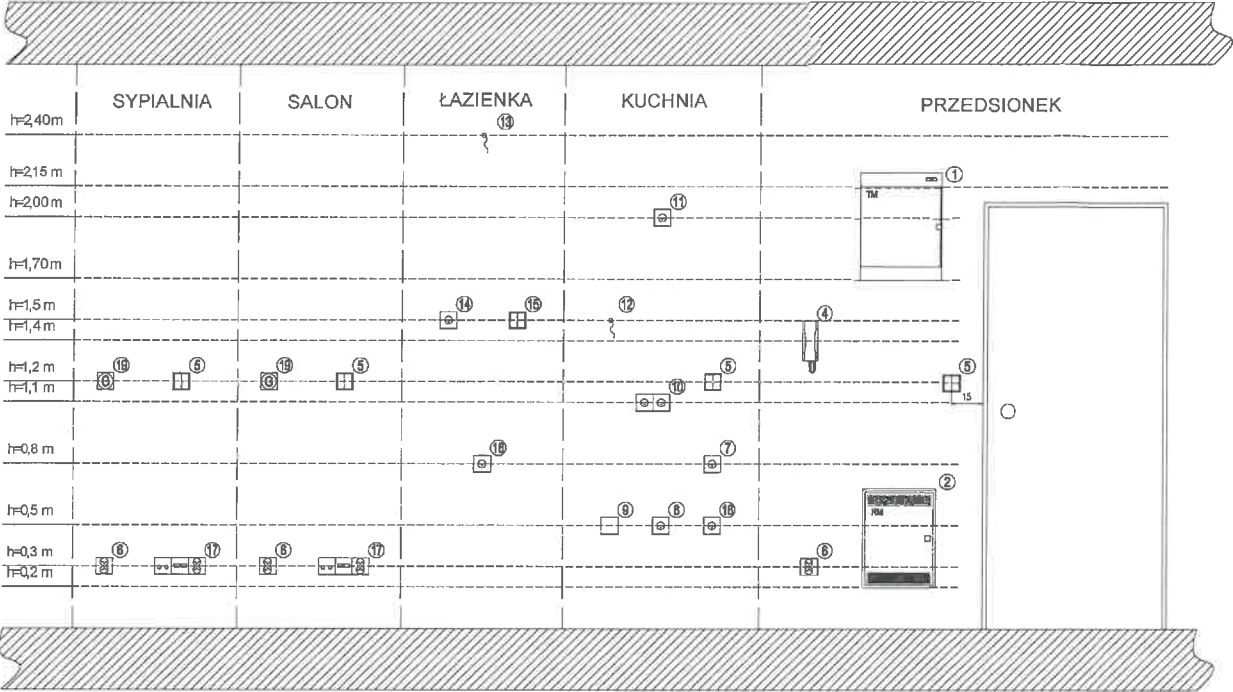 SYPIALNIA SALON ŁAZIENKA KUCHNIA PRZEDSIONEK
h=2,40m
13
h=2,15 m
1
TM
h=2,00m
11
h=1,70m
h=1,5 m
14 15 12 4
h=1,4 m
h=1,2 m
19 5 19 5 5 5
h=1,1 m
10
15
h=0,8 m
16 7
2
h=0,5 m
9 8 18
RM
h=0,3 m
6 17 6 17 6
h=0,2 m